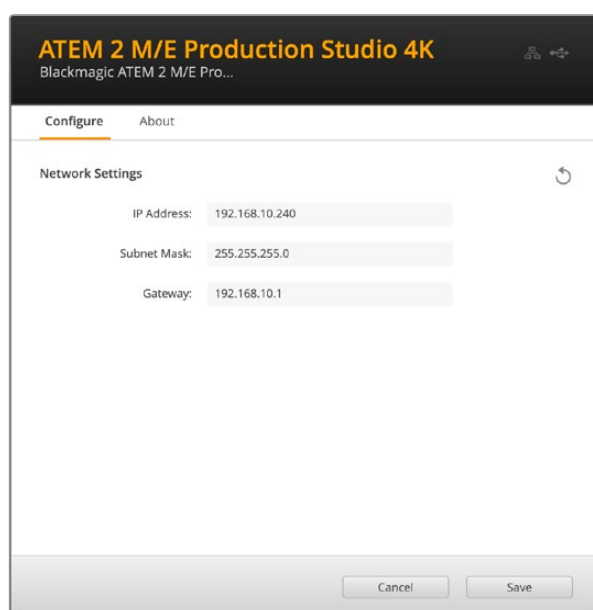 ATEM 2 M/E Production Studio 4K
Blackmagic ATEM 2 M/E Pro...
Configure About
Network Settings
IP Address: 192.168.10.240
Subnet Mask: 255.255.255.0
Gateway: 192.168.10.1
Cancel Save